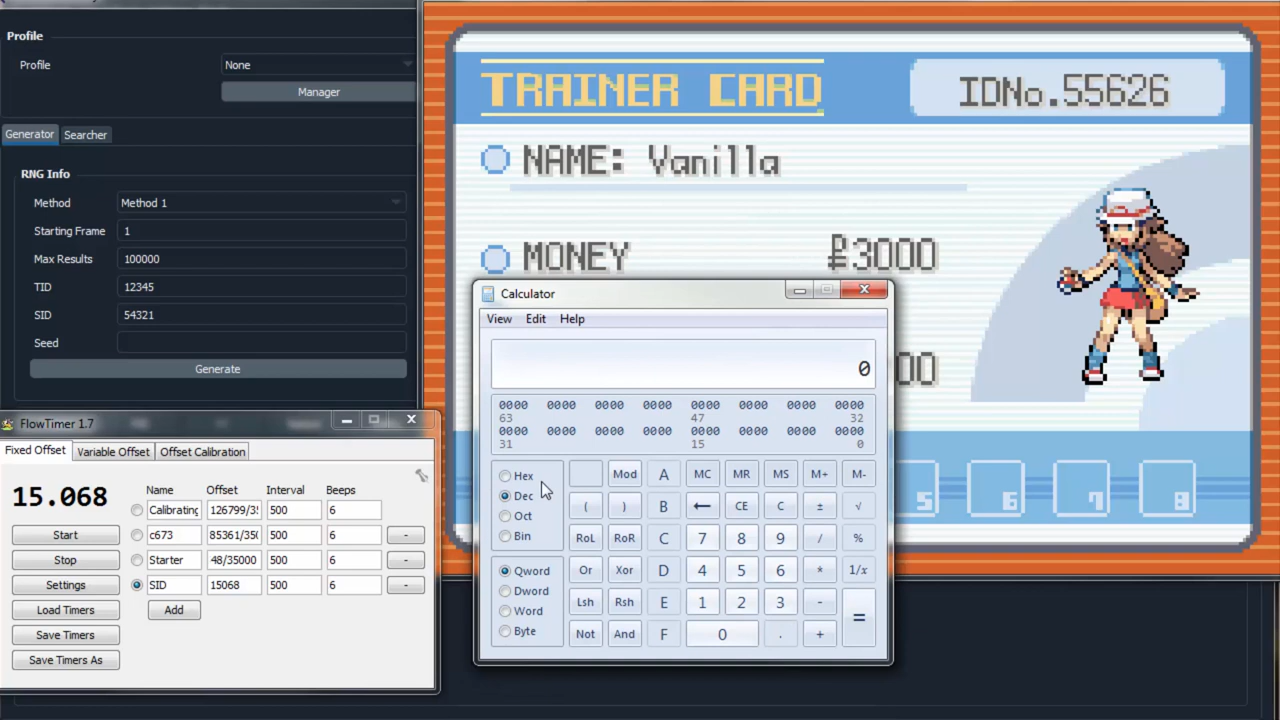 Profile
Profile None
Manager
Generator Searcher
RNG Info
Method Method 1
Starting Frame 1
Max Results 100000
TID 12345
SID 54321
Seed
Generate
TRAINER CARD
IDNo.55626
NAME: Vanilla
MONEY ₽3000
00
5 6 7 8
FlowTimer 1.7
Fixed Offset Variable Offset Offset Calibration
15.068
Name Offset Interval Beeps
Calibrating 126799/3 500 6
Start c673 85361/350 500 6 -
Stop Starter 48/35000 500 6 -
Settings SID 15068 500 6 -
Load Timers Add
Save Timers
Save Timers As
Calculator
View Edit Help
0
0000 0000 0000 0000 0000 0000 0000 0000
63 47 32
0000 0000 0000 0000 0000 0000 0000 0000
31 15 0
Hex Mod A MC MR MS M+ M-
Dec
Oct ( ) B ← CE C ± √
Bin RoL RoR C 7 8 9 / %
Qword Or Xor D 4 5 6 * 1/x
Dword Lsh Rsh E 1 2 3 - =
Word
Byte Not And F 0 . +